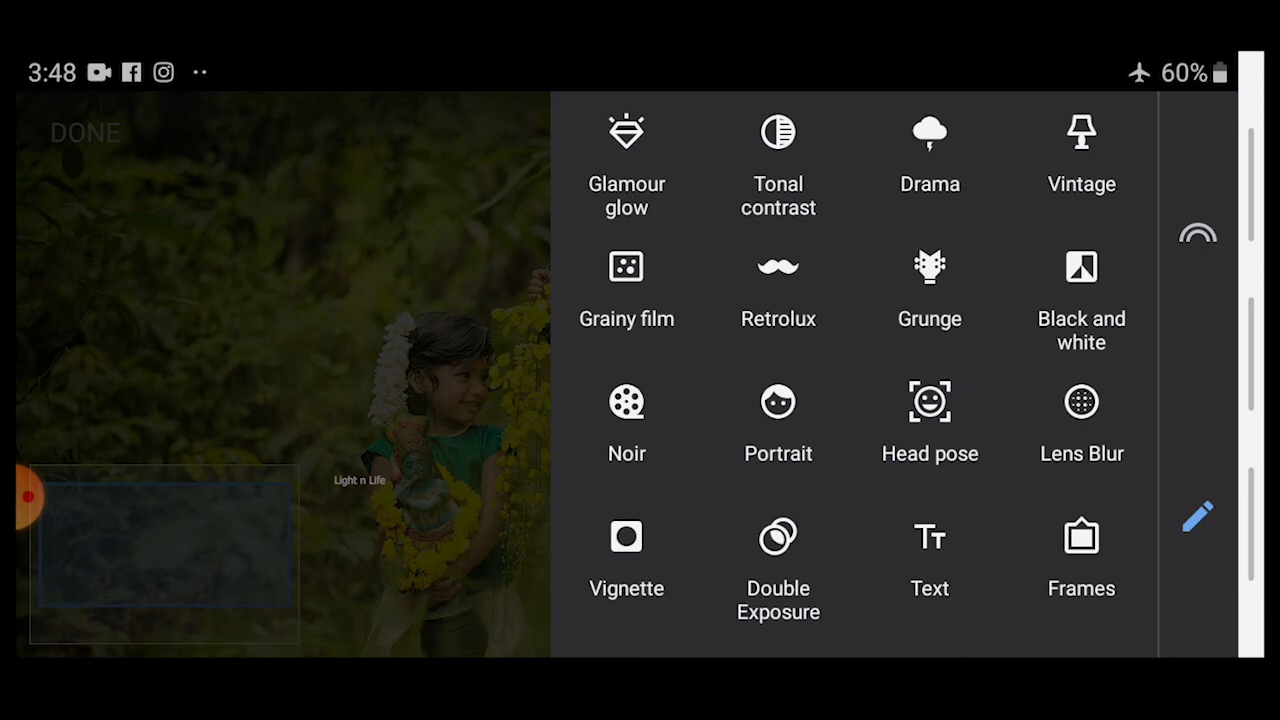 3:48
60%
DONE
Glamour
glow
Tonal
contrast
Drama
Vintage
Grainy film
Retrolux
Grunge
Black and
white
Noir
Portrait
Head pose
Lens Blur
Light n Life
Vignette
Double
Exposure
Text
Frames